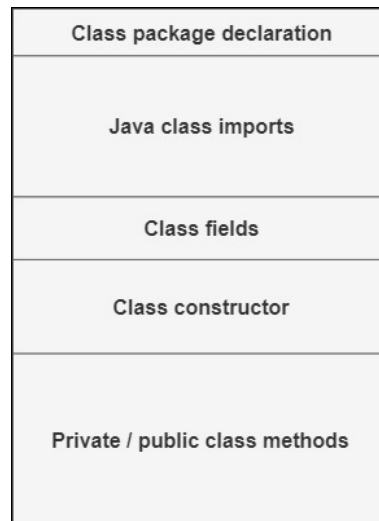 Class package declaration
Java class imports
Class fields
Class constructor
Private / public class methods